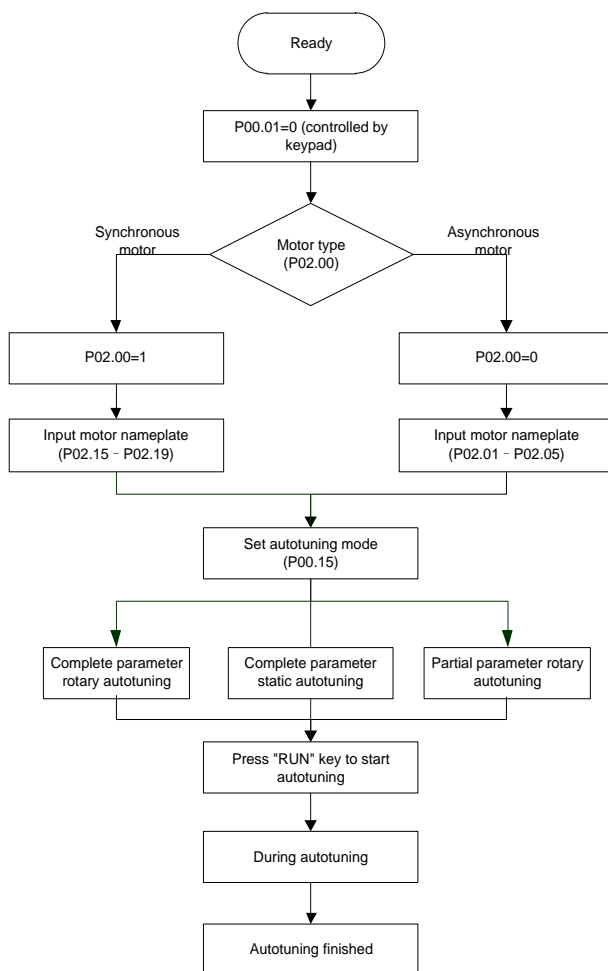 Ready
P00.01=0 (controlled by
keypad)
Synchronous
motor
Motor type
(P02.00)
Asynchronous
motor
P02.00=1
P02.00=0
Input motor nameplate
(P02.15–P02.19)
Input motor nameplate
(P02.01–P02.05)
Set autotuning mode
(P00.15)
Complete parameter
rotary autotuning
Complete parameter
static autotuning
Partial parameter rotary
autotuning
Press "RUN" key to start
autotuning
During autotuning
Autotuning finished